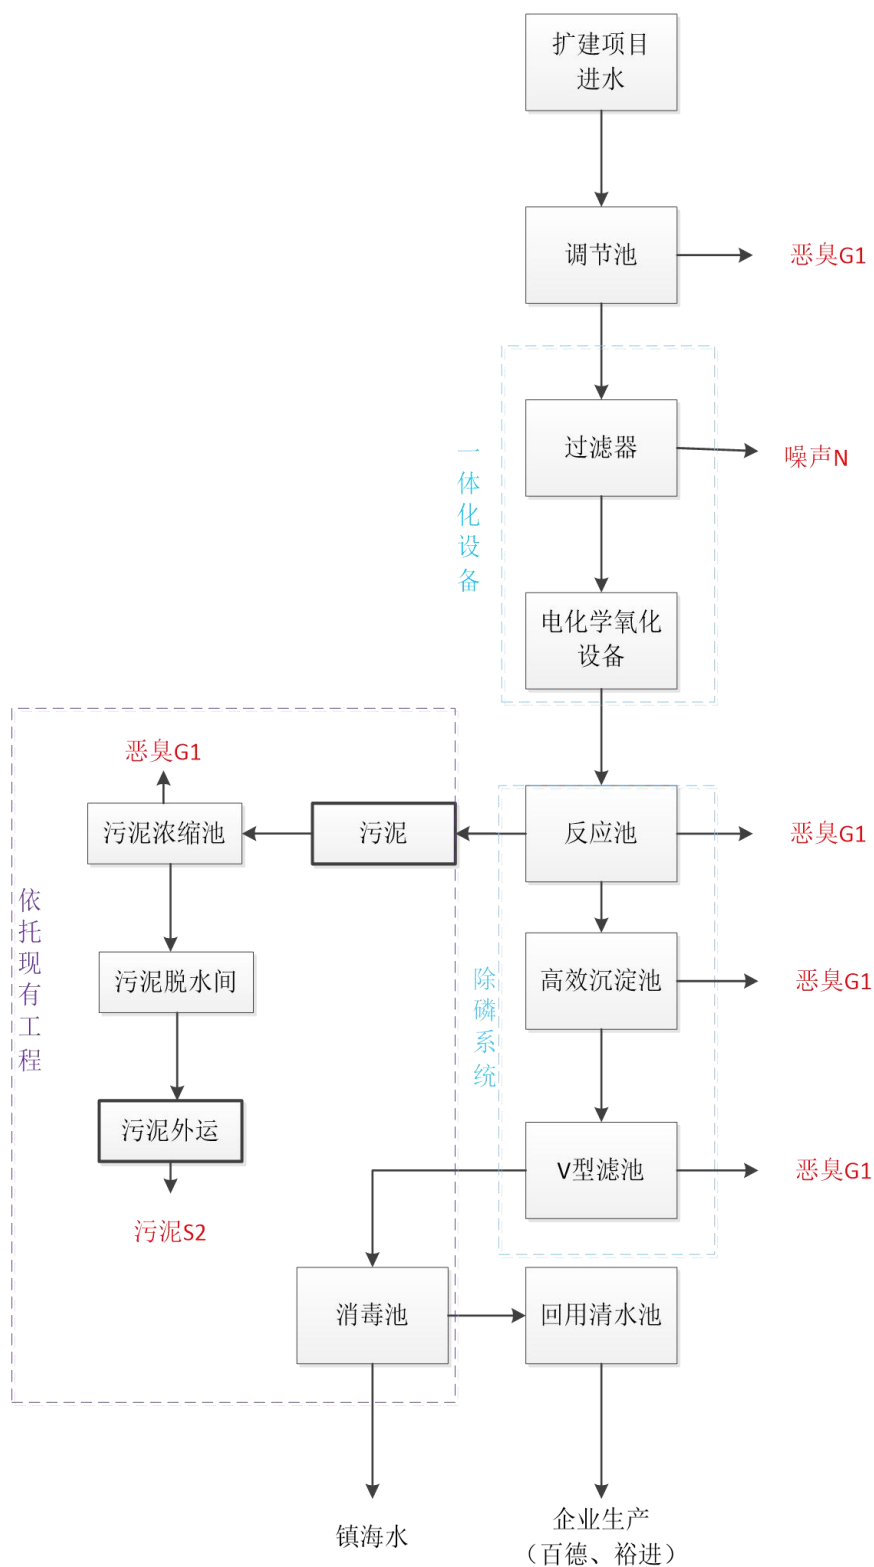 扩建项目
进水
调节池
恶臭G1
过滤器
噪声N
一体化设备
电化学氧化
设备
恶臭G1
污泥浓缩池
污泥
反应池
恶臭G1
依托现有工程
污泥脱水间
除磷系统
高效沉淀池
恶臭G1
污泥外运
V型滤池
恶臭G1
污泥S2
消毒池
回用清水池
镇海水
企业生产
（百德、裕进）